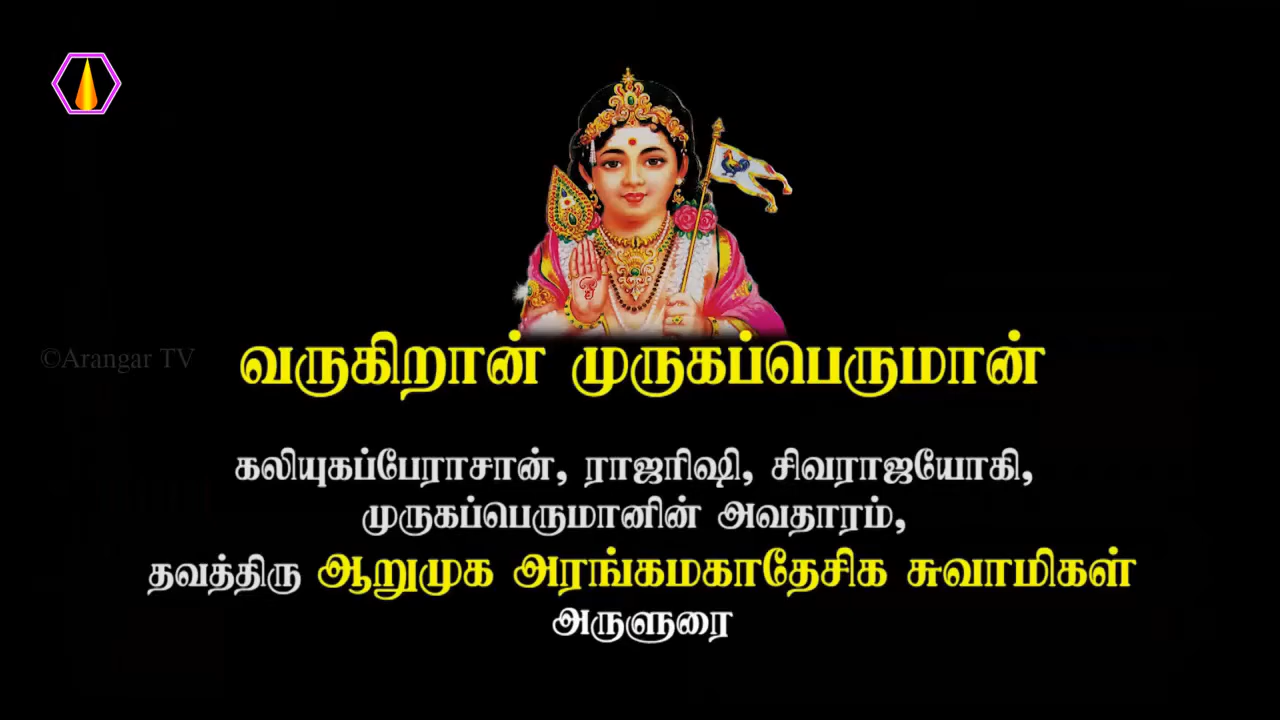 ©Arangar TV
வருகிறான் முருகப்பெருமான்
கலியுகப்பேராசான், ராஜரிஷி, சிவராஜயோகி,
முருகப்பெருமானின் அவதாரம்,
தவத்திரு ஆறுமுக அரங்கமகாதேசிக சுவாமிகள்
அருளுரை